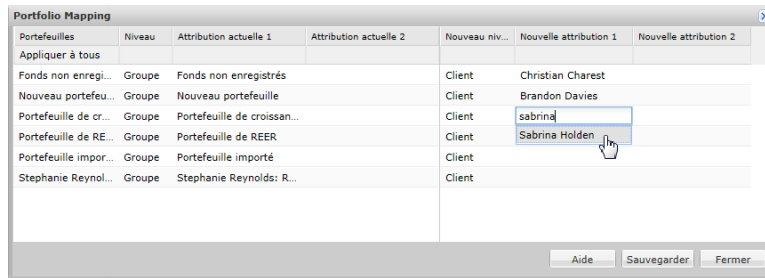 Portfolio Mapping
Portefeuilles Niveau Attribution actuelle 1 Attribution actuelle 2 Nouveau niv... Nouvelle attribution 1 Nouvelle attribution 2
Appliquer à tous
Fonds non enregi... Groupe Fonds non enregistrés Client Christian Charest
Nouveau portefeu... Groupe Nouveau portefeuille Client Brandon Davies
Portefeuille de cr... Groupe Portefeuille de croissan... Client sabrina
Portefeuille de RE... Groupe Portefeuille de REER Client Sabrina Holden
Portefeuille impor... Groupe Portefeuille importé Client
Stephanie Reynol... Groupe Stephanie Reynolds: R... Client
Aide Sauvegarder Fermer